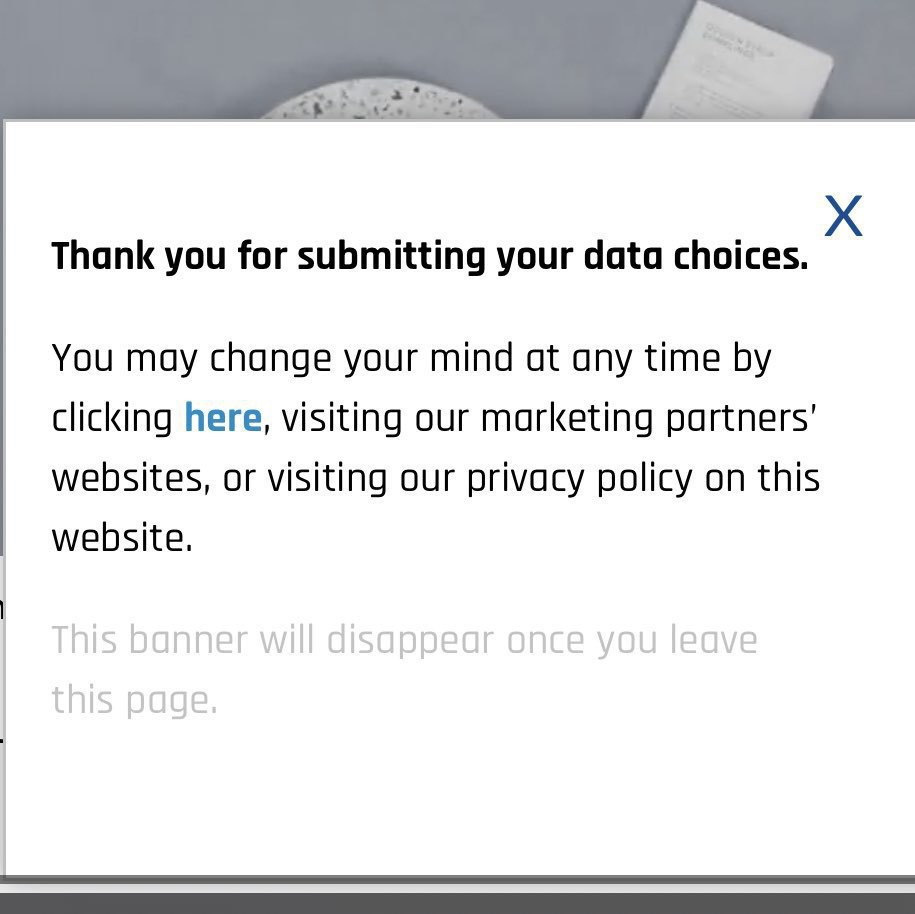 X
Thank you for submitting your data choices.
You may change your mind at any time by
clicking here, visiting our marketing partners’
websites, or visiting our privacy policy on this
website.
This banner will disappear once you leave
this page.